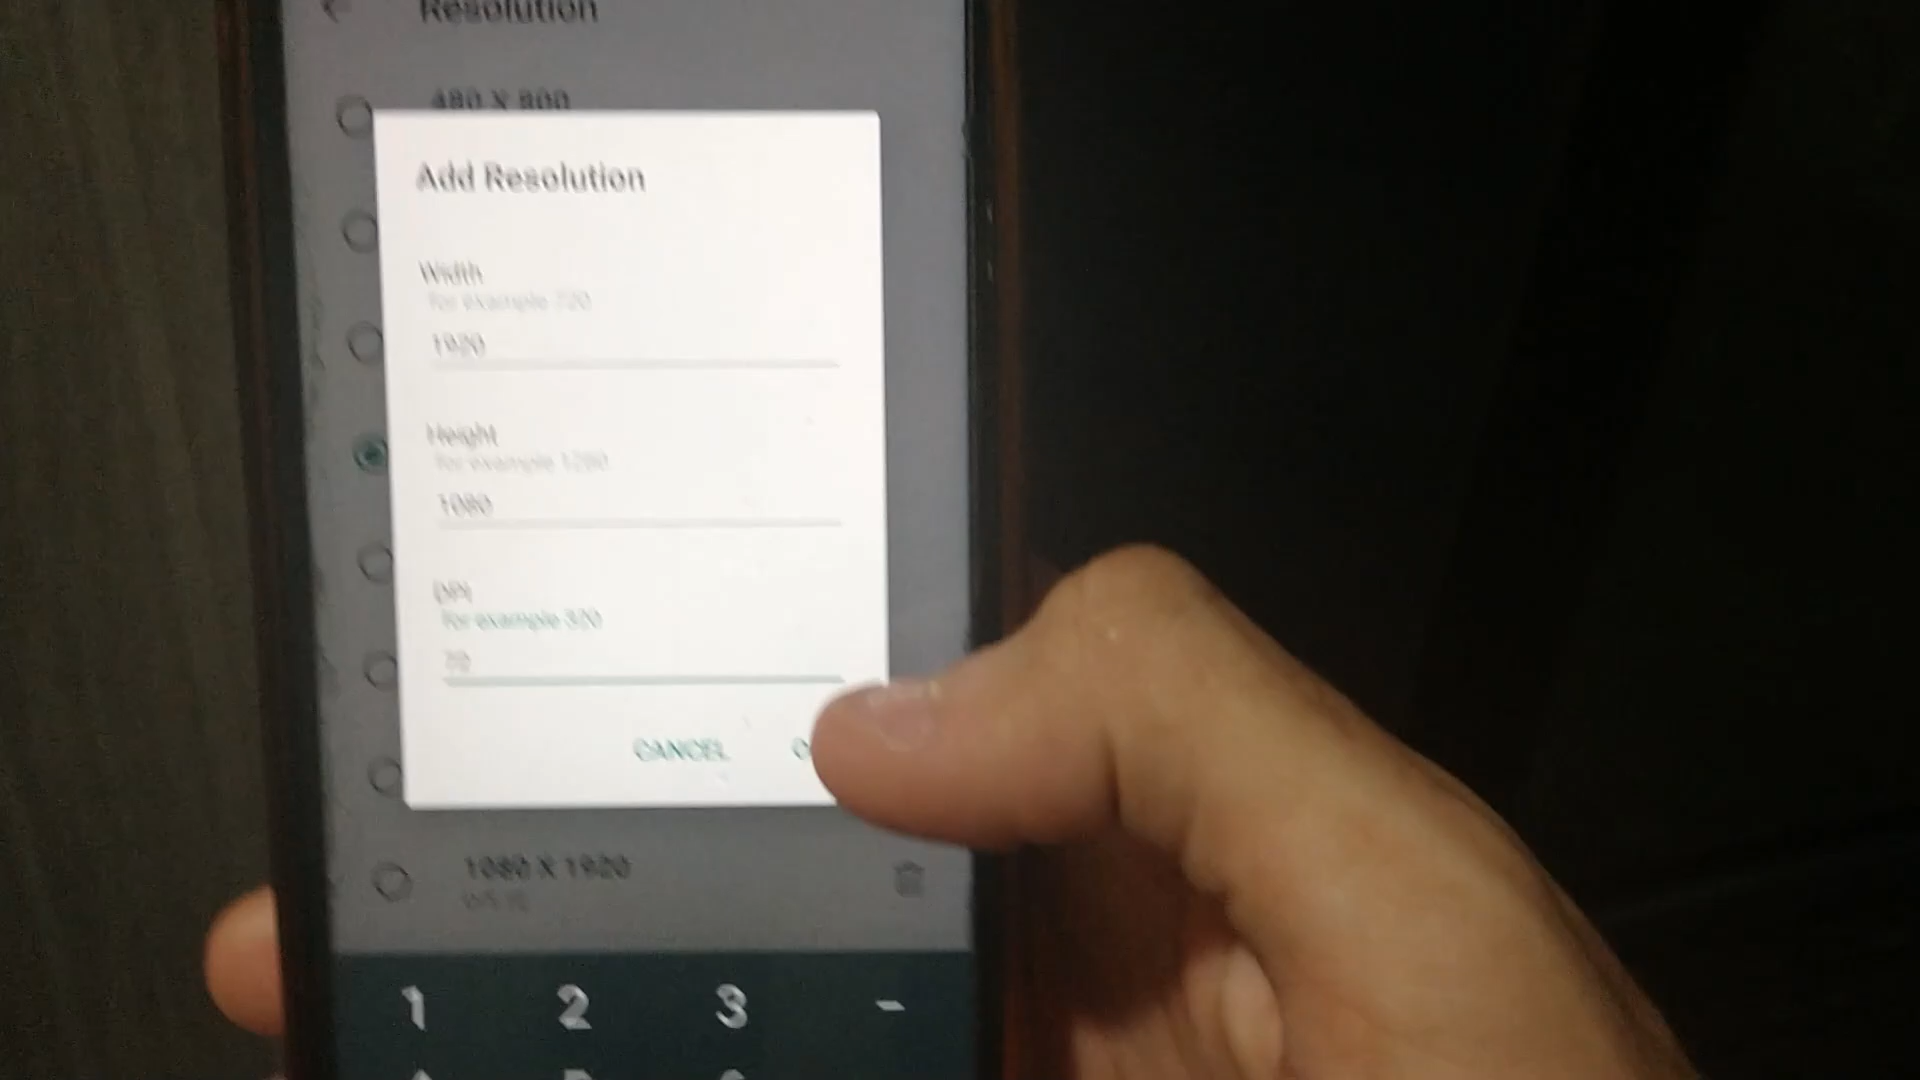 Resolution
480 X 800
Add Resolution
Width
for example 720
1920
Height
for example 1280
1080
DPI
for example 320
70
CANCEL
1080 X 1920
1 2 3 -